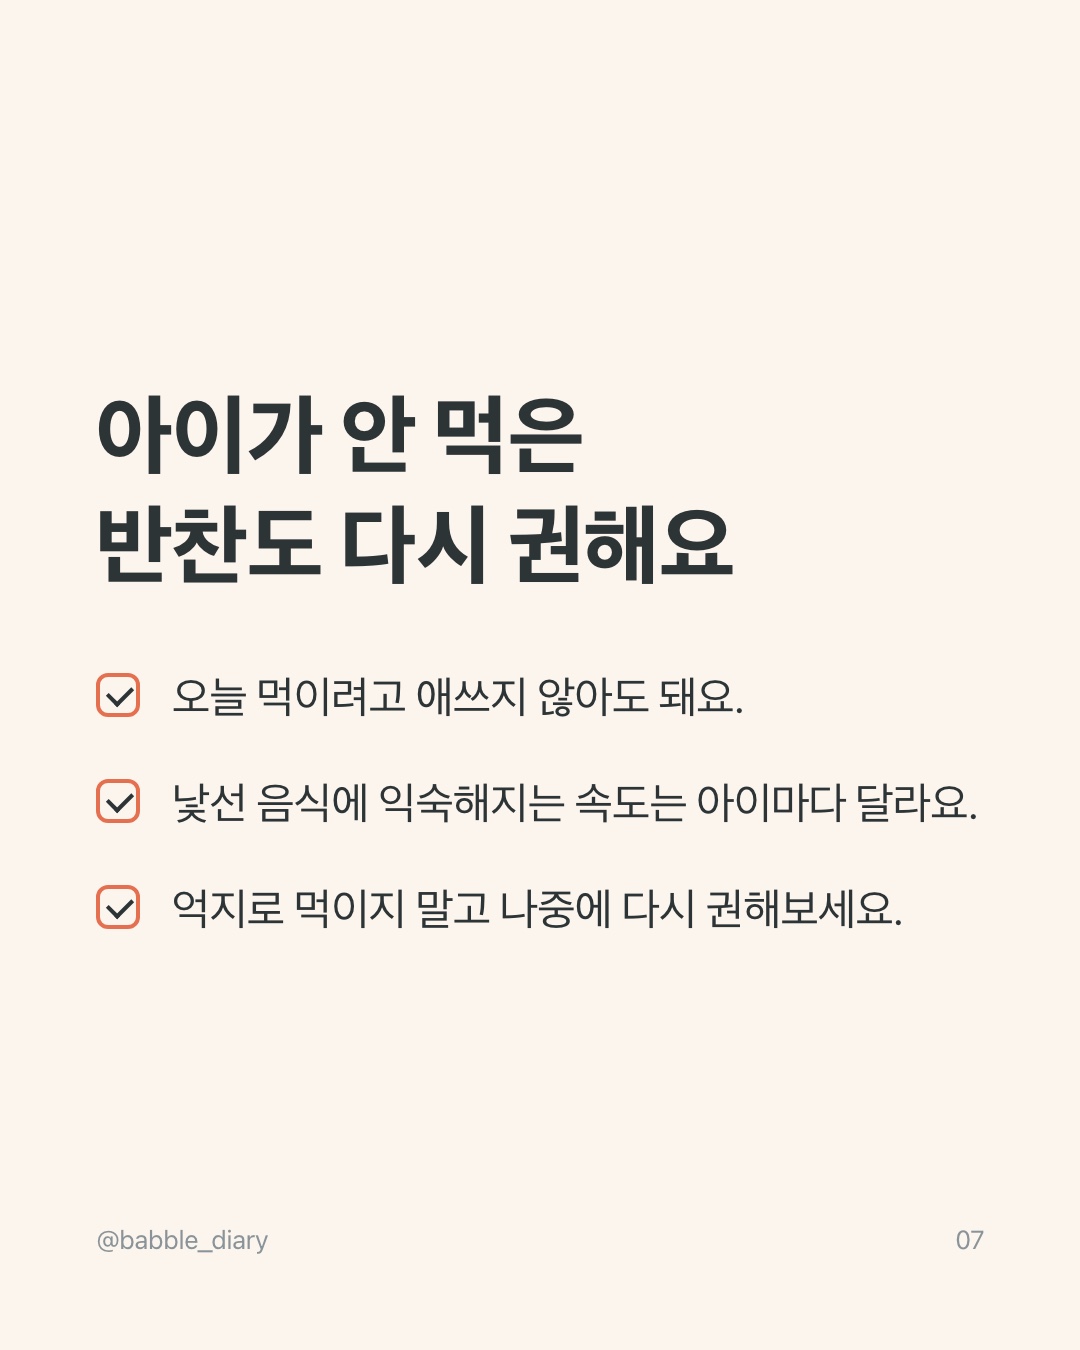 아이가 안 먹은
반찬도 다시 권해요
오늘 먹이려고 애쓰지 않아도 돼요.
낯선 음식에 익숙해지는 속도는 아이마다 달라요.
억지로 먹이지 말고 나중에 다시 권해보세요.
@babble_diary
07